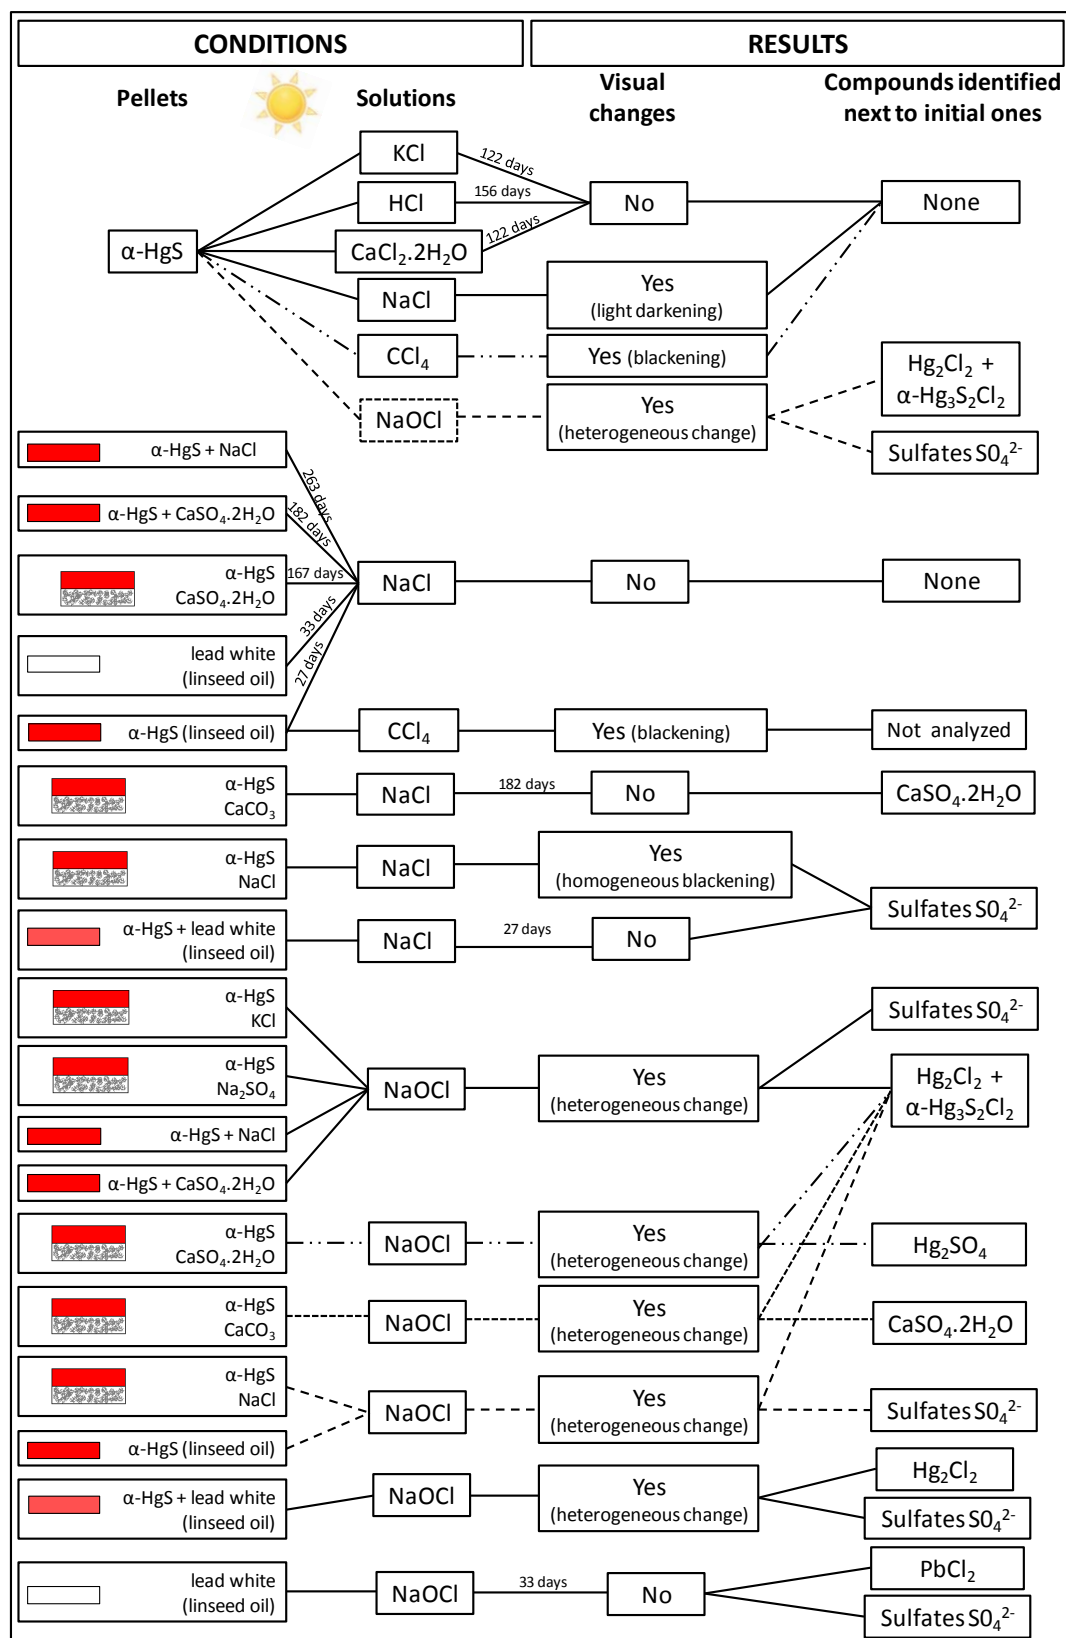 CONDITIONS
RESULTS
Pellets
Solutions
Visual
changes
Compounds identified
next to initial ones
KCl
122 days
HCl
156 days
No
None
α-HgS
CaCl₂.2H₂O
122 days
NaCl
Yes
(light darkening)
CCl₄
Yes (blackening)
NaOCl
Yes
(heterogeneous change)
Hg₂Cl₂ +
α-Hg₃S₂Cl₂
Sulfates S0₄²⁻
α-HgS + NaCl
263 days
α-HgS + CaSO₄.2H₂O
182 days
α-HgS
CaSO₄.2H₂O
167 days
NaCl
No
None
lead white
(linseed oil)
33 days
27 days
α-HgS (linseed oil)
CCl₄
Yes (blackening)
Not analyzed
α-HgS
CaCO₃
NaCl
182 days
No
CaSO₄.2H₂O
α-HgS
NaCl
NaCl
Yes
(homogeneous blackening)
Sulfates S0₄²⁻
α-HgS + lead white
(linseed oil)
NaCl
27 days
No
α-HgS
KCl
Sulfates S0₄²⁻
α-HgS
Na₂SO₄
NaOCl
Yes
(heterogeneous change)
Hg₂Cl₂ +
α-Hg₃S₂Cl₂
α-HgS + NaCl
α-HgS + CaSO₄.2H₂O
α-HgS
CaSO₄.2H₂O
NaOCl
Yes
(heterogeneous change)
Hg₂SO₄
α-HgS
CaCO₃
NaOCl
Yes
(heterogeneous change)
CaSO₄.2H₂O
α-HgS
NaCl
NaOCl
Yes
(heterogeneous change)
Sulfates S0₄²⁻
α-HgS (linseed oil)
α-HgS + lead white
(linseed oil)
NaOCl
Yes
(heterogeneous change)
Hg₂Cl₂
Sulfates S0₄²⁻
lead white
(linseed oil)
NaOCl
33 days
No
PbCl₂
Sulfates S0₄²⁻